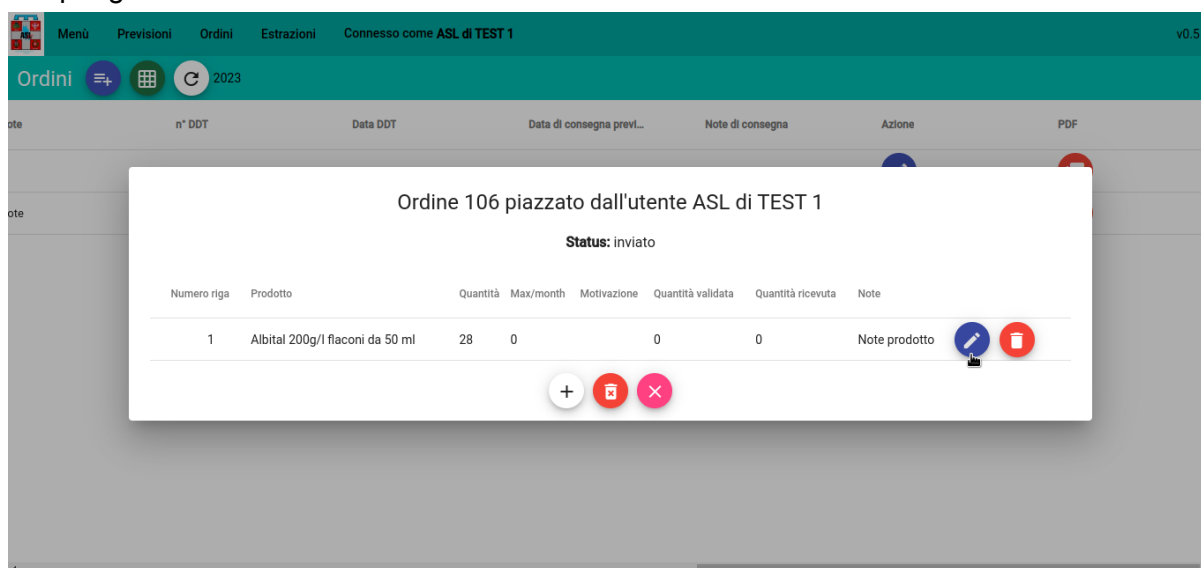 ASL
Menù Previsioni Ordini Estrazioni Connesso come ASL di TEST 1 v0.5
Ordini 2023
ote n° DDT Data DDT Data di consegna previ... Note di consegna Azione PDF
ote
Ordine 106 piazzato dall'utente ASL di TEST 1
Status: inviato
Numero riga Prodotto Quantità Max/month Motivazione Quantità validata Quantità ricevuta Note
1 Albital 200g/l flaconi da 50 ml 28 0 0 0 Note prodotto